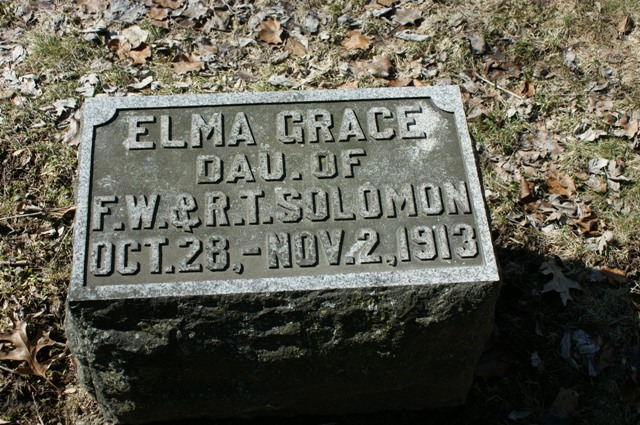 ELMA GRACE
DAU. OF
F.W.&R.T.SOLOMON
OCT.28,-NOV.2,1913